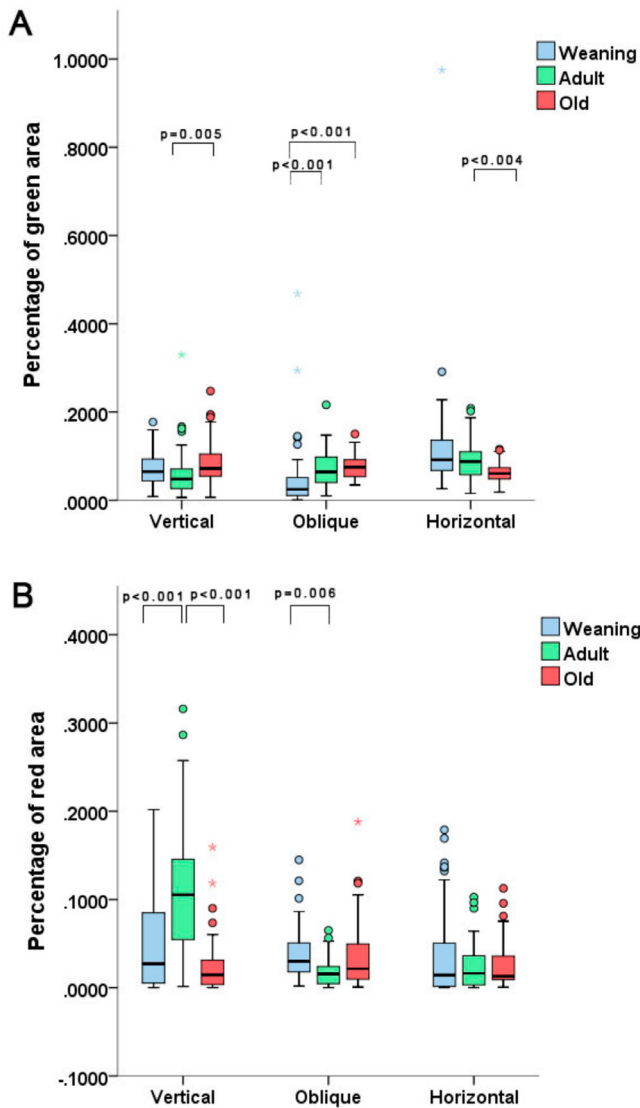 A
Percentage of green area
1.0000
.8000
.6000
.4000
.2000
.0000
Weaning
Adult
Old
p=0.005
p<0.001
p<0.001
p<0.004
Vertical
Oblique
Horizontal
B
Percentage of red area
.4000
.3000
.2000
.1000
.0000
-.1000
p<0.001
p<0.001
p=0.006
Weaning
Adult
Old
Vertical
Oblique
Horizontal